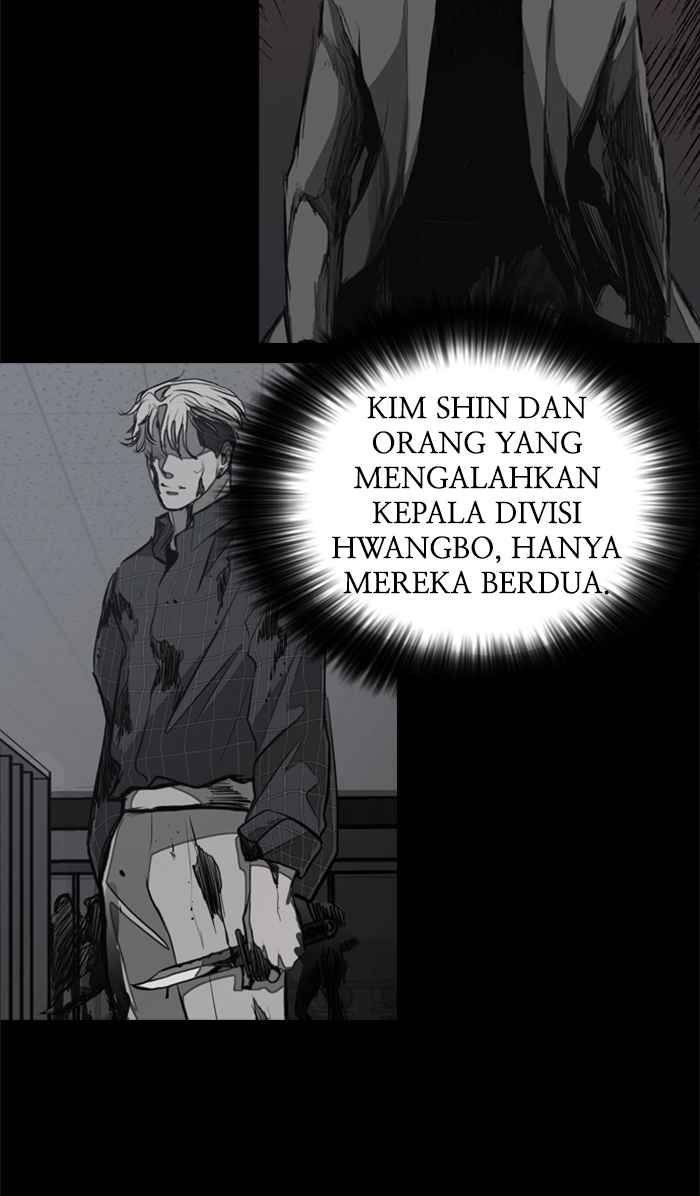 KIM SHIN DAN
ORANG YANG
MENGALAHKAN
KEPALA DIVISI
HWANGBO, HANYA
MEREKA BERDUA.